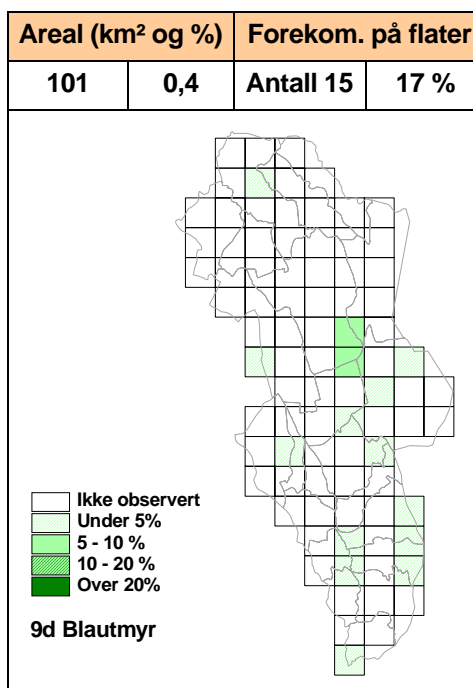 Areal (km² og %) Forekom. på flater
101 0,4 Antall 15 17 %
Ikke observert
Under 5%
5 - 10 %
10 - 20 %
Over 20%
9d Blautmyr